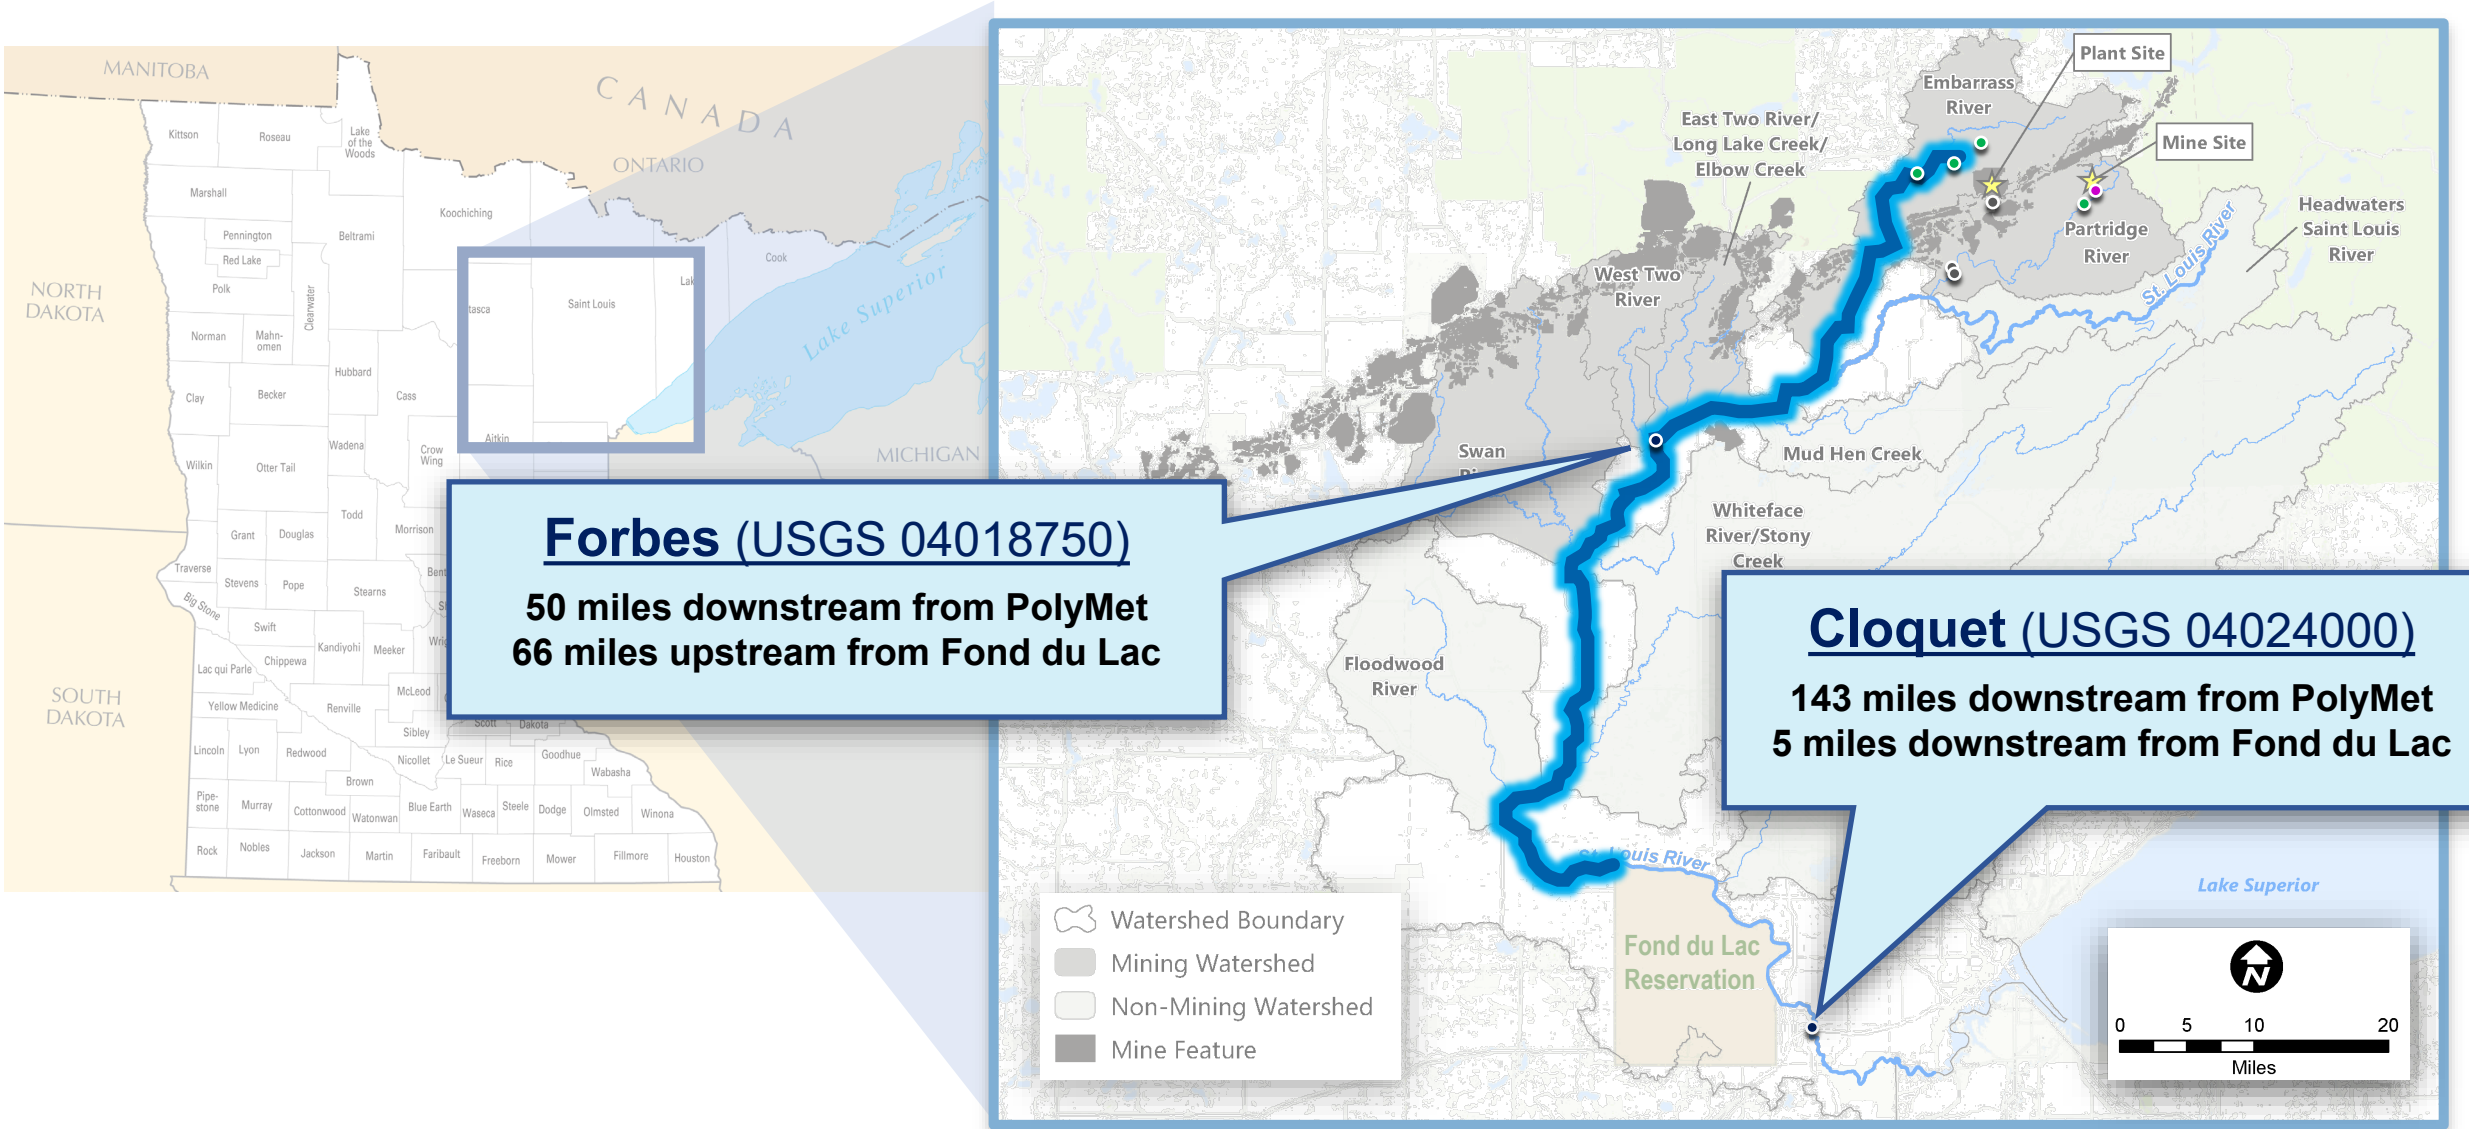 MANITOBA
CANADA
ONTARIO
NORTH
DAKOTA
SOUTH
DAKOTA
MICHIGAN
Lake Superior
Kittson
Roseau
Lake
of the
Woods
Marshall
Koochiching
Pennington
Beltrami
Red Lake
Polk
Clearwater
Cook
Lak
tasca
Saint Louis
Norman
Mahn-
omen
Hubbard
Clay
Becker
Cass
Aitkin
Wadena
Crow
Wing
Wilkin
Otter Tail
Todd
Morrison
Grant
Douglas
Traverse
Stevens
Pope
Stearns
Big Stone
Swift
Kandiyohi
Meeker
Lac qui Parle
Chippewa
McLeod
Yellow Medicine
Renville
Scott
Dakota
Sibley
Lincoln
Lyon
Redwood
Nicollet
Le Sueur
Rice
Goodhue
Wabasha
Brown
Pipe-
stone
Murray
Cottonwood
Watonwan
Blue Earth
Waseca
Steele
Dodge
Olmsted
Winona
Rock
Nobles
Jackson
Martin
Faribault
Freeborn
Mower
Fillmore
Houston
Plant Site
Embarrass
River
Mine Site
East Two River/
Long Lake Creek/
Elbow Creek
Partridge
River
Headwaters
Saint Louis
River
St. Louis River
West Two
River
Swan
Mud Hen Creek
Whiteface
River/Stony
Creek
Forbes (USGS 04018750)
50 miles downstream from PolyMet
66 miles upstream from Fond du Lac
Cloquet (USGS 04024000)
143 miles downstream from PolyMet
5 miles downstream from Fond du Lac
Floodwood
River
St. Louis River
Fond du Lac
Reservation
Lake Superior
Watershed Boundary
Mining Watershed
Non-Mining Watershed
Mine Feature
N
0 5 10 20
Miles